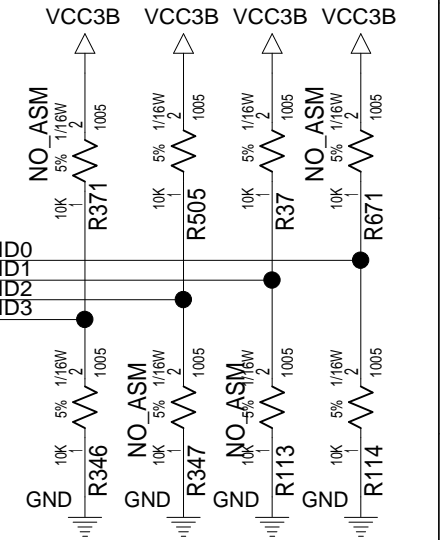 VCC3B VCC3B VCC3B VCC3B
NO_ASM
10K 5% 1/16W
1
2
1005
R371
10K 5% 1/16W
1
2
1005
R505
10K 5% 1/16W
1
2
1005
R37
NO_ASM
10K 5% 1/16W
1
2
1005
R671
ID0
ID1
ID2
ID3
10K 5% 1/16W
1
2
1005
R346
NO_ASM
10K 5% 1/16W
1
2
1005
R347
NO_ASM
10K 5% 1/16W
1
2
1005
R113
10K 5% 1/16W
1
2
1005
R114
GND GND GND GND